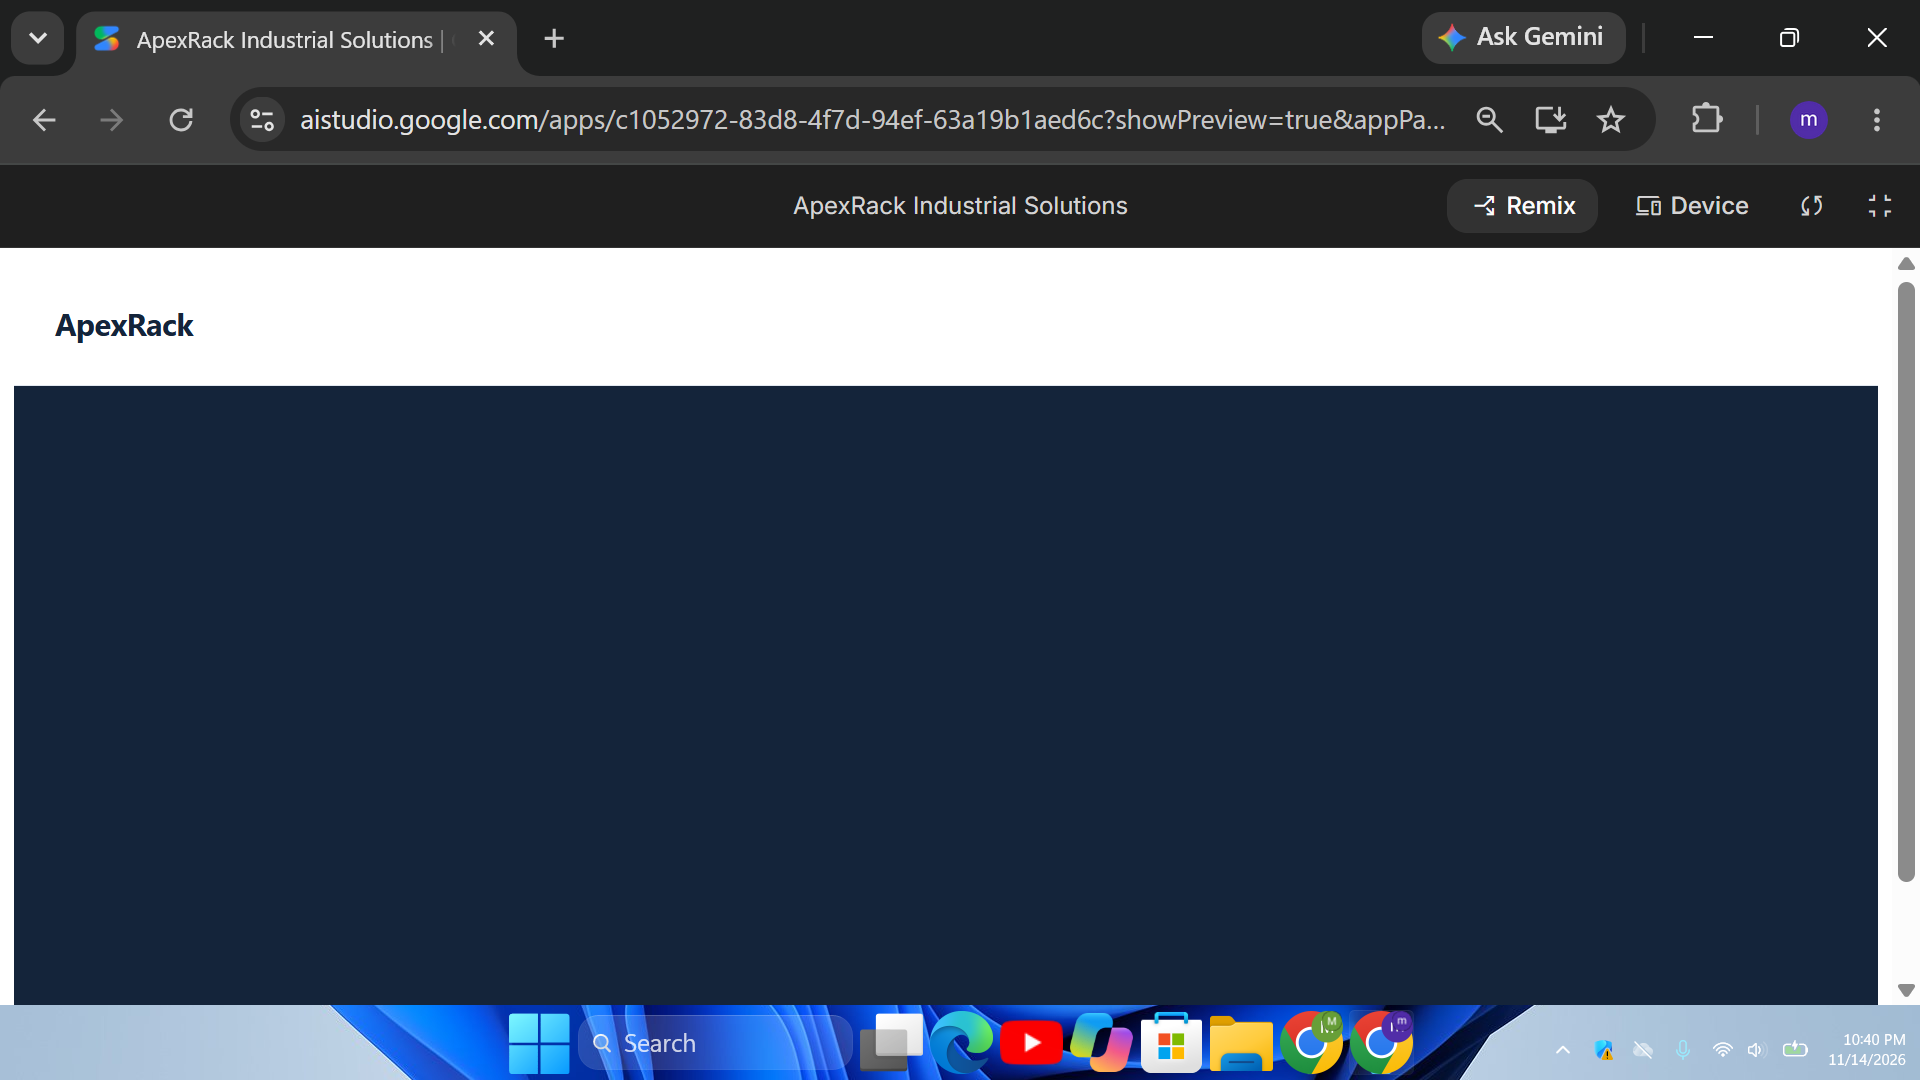 ApexRack Industrial Solutions |
Ask Gemini
aistudio.google.com/apps/c1052972-83d8-4f7d-94ef-63a19b1aed6c?showPreview=true&appPa...
m
ApexRack Industrial Solutions
Remix
Device
ApexRack
Search
M
m
10:40 PM
11/14/2026